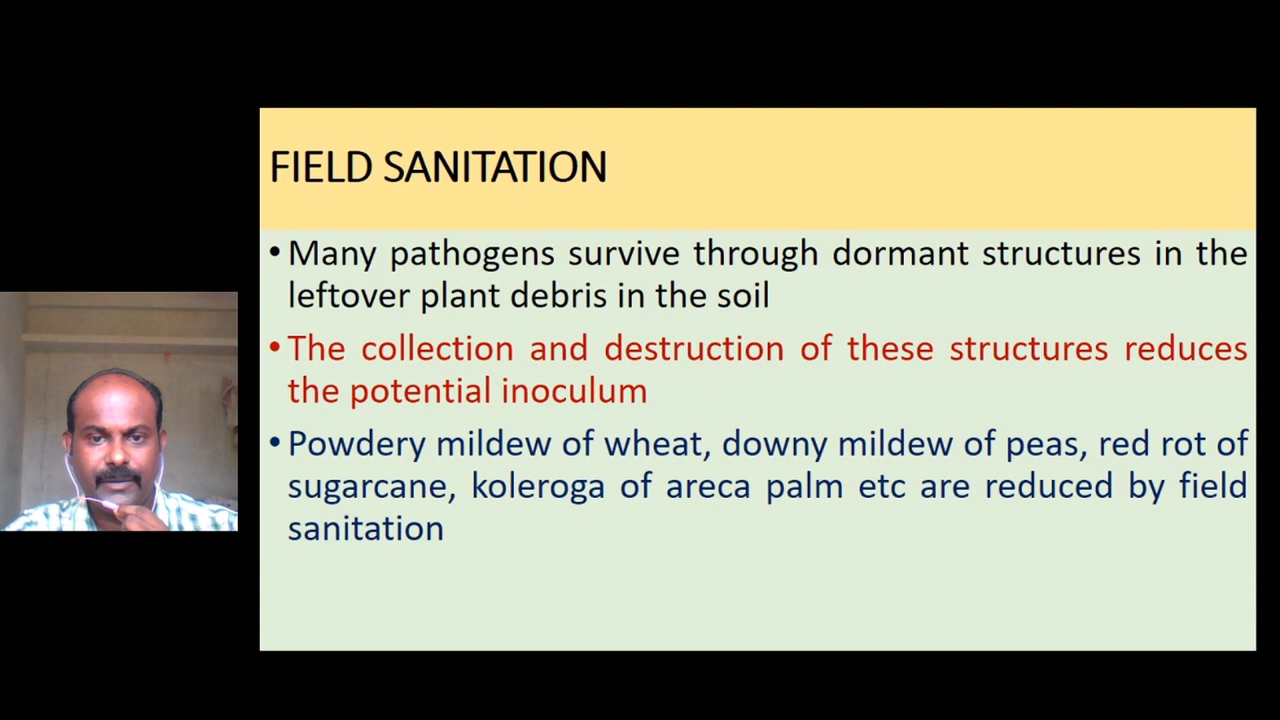 FIELD SANITATION
• Many pathogens survive through dormant structures in the
leftover plant debris in the soil
• The collection and destruction of these structures reduces
the potential inoculum
• Powdery mildew of wheat, downy mildew of peas, red rot of
sugarcane, koleroga of areca palm etc are reduced by field
sanitation